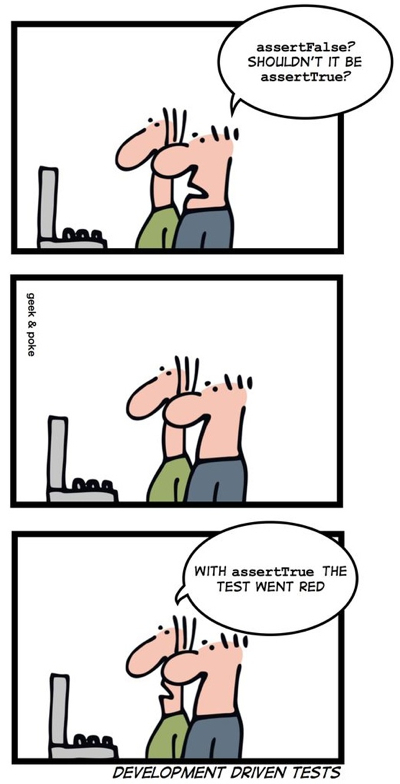 assertFalse?
SHOULDN'T IT BE
assertTrue?
geek & poke
WITH assertTrue THE
TEST WENT RED
DEVELOPMENT DRIVEN TESTS